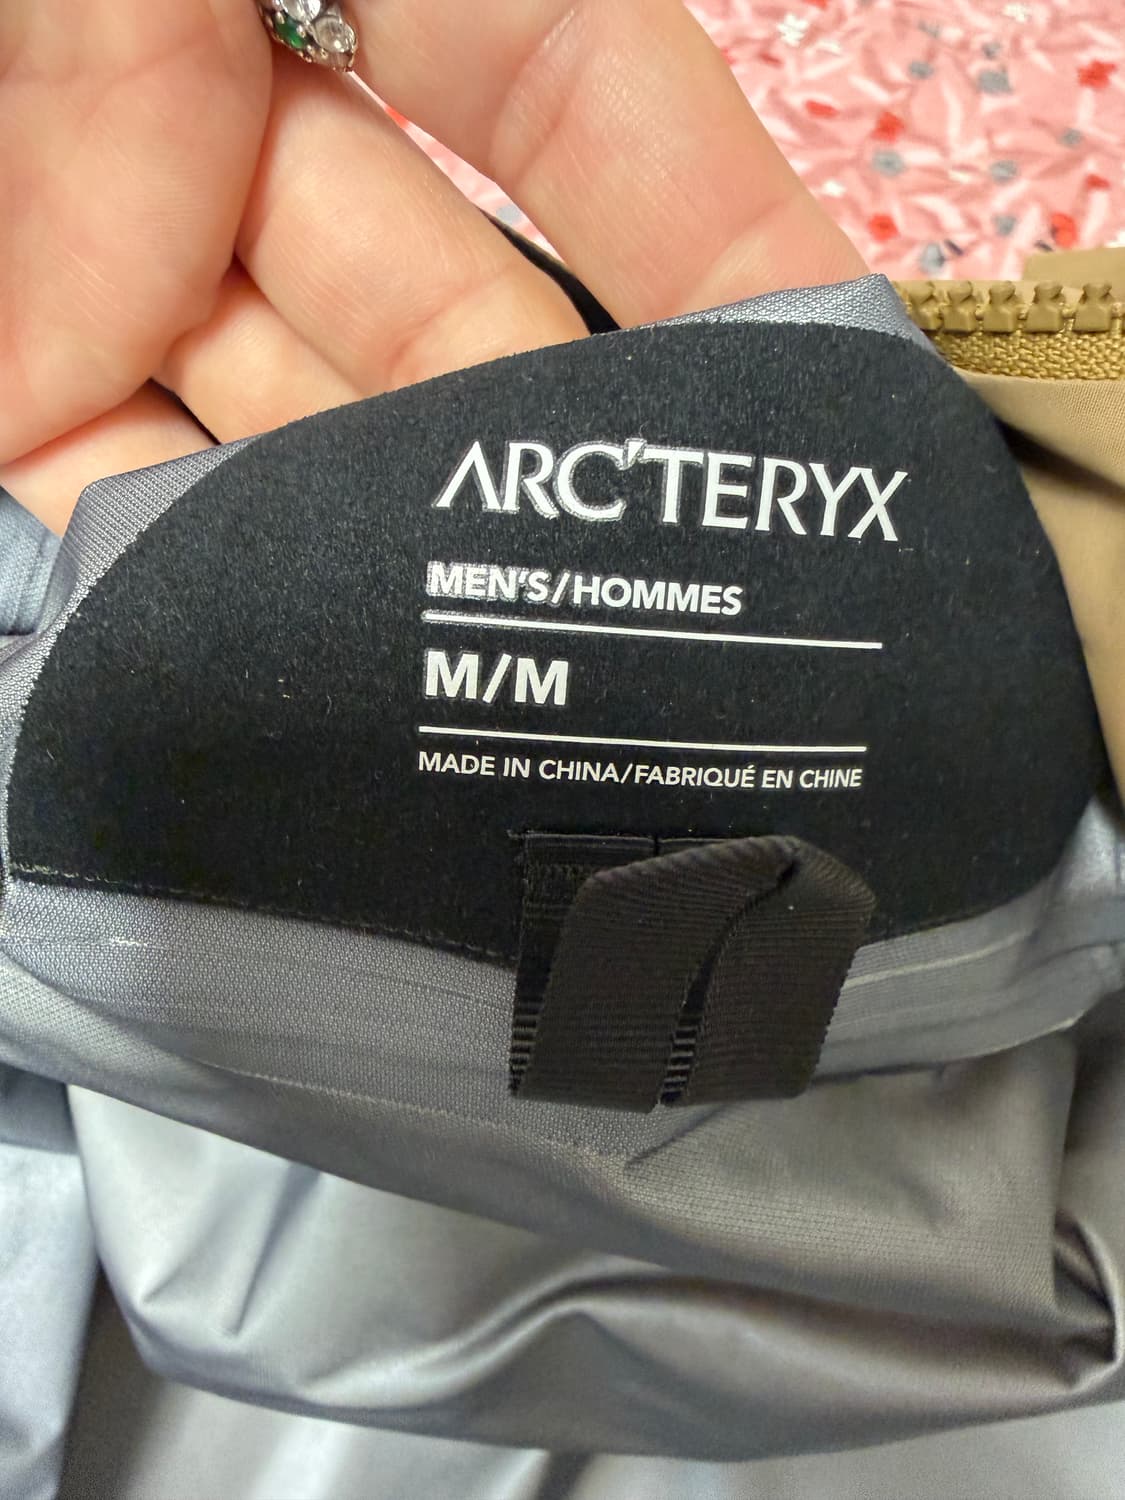 ARC'TERYX
MEN'S/HOMMES
M/M
MADE IN CHINA/FABRIQUÉ EN CHINE